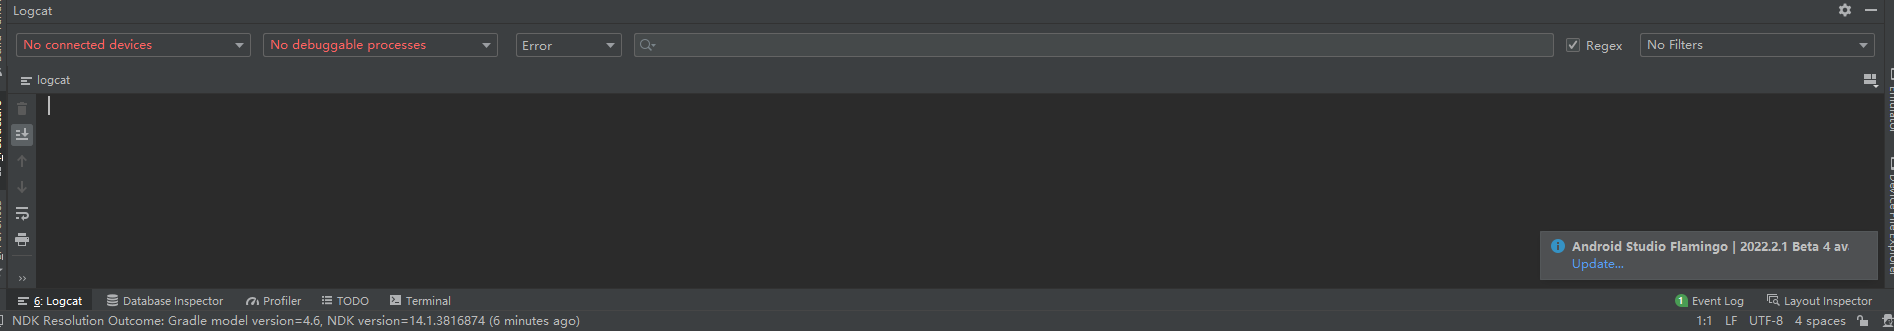 Logcat
No connected devices
No debuggable processes
Error
Regex
No Filters
logcat
Android Studio Flamingo | 2022.2.1 Beta 4 av
Update...
6: Logcat
Database Inspector
Profiler
TODO
Terminal
1 Event Log
Layout Inspector
NDK Resolution Outcome: Gradle model version=4.6, NDK version=14.1.3816874 (6 minutes ago)
1:1
LF
UTF-8
4 spaces